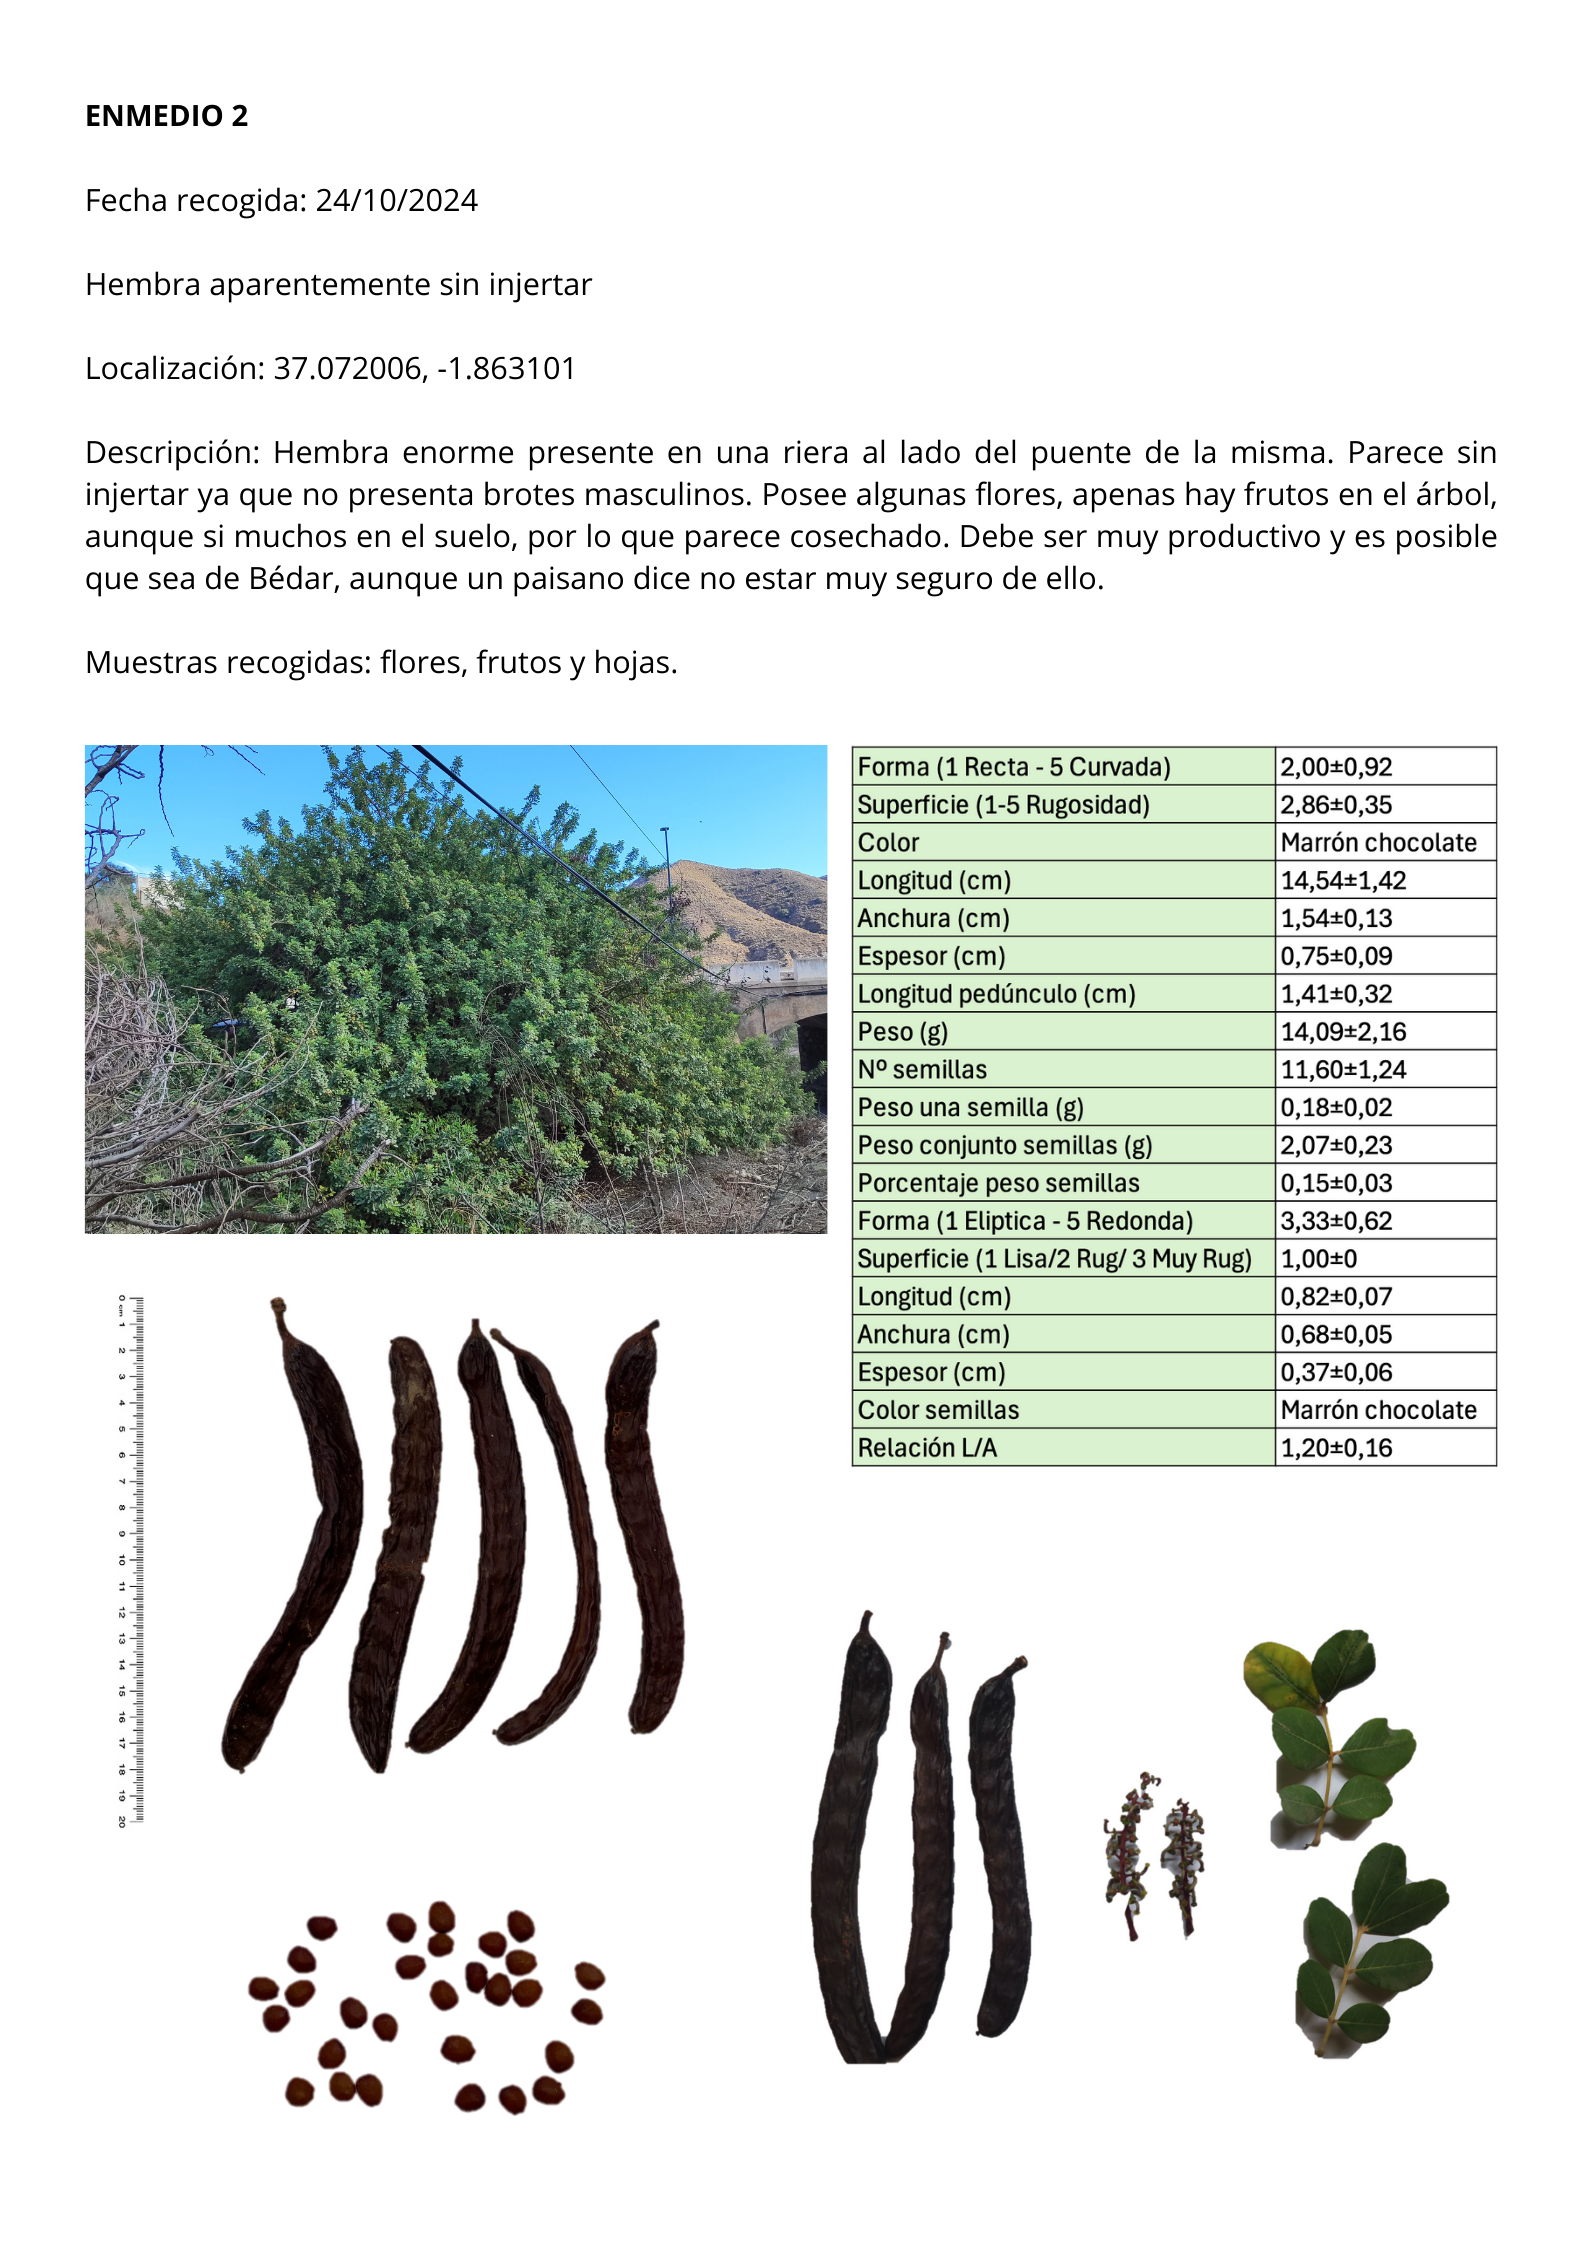 ENMEDIO 2
Fecha recogida: 24/10/2024
Hembra aparentemente sin injertar
Localización: 37.072006, -1.863101
Descripción: Hembra enorme presente en una riera al lado del puente de la misma. Parece sin
injertar ya que no presenta brotes masculinos. Posee algunas flores, apenas hay frutos en el árbol,
aunque si muchos en el suelo, por lo que parece cosechado. Debe ser muy productivo y es posible
que sea de Bédar, aunque un paisano dice no estar muy seguro de ello.
Muestras recogidas: flores, frutos y hojas.
Forma (1 Recta - 5 Curvada) 2,00±0,92
Superficie (1-5 Rugosidad) 2,86±0,35
Color Marrón chocolate
Longitud (cm) 14,54±1,42
Anchura (cm) 1,54±0,13
Espesor (cm) 0,75±0,09
Longitud pedúnculo (cm) 1,41±0,32
Peso (g) 14,09±2,16
Nº semillas 11,60±1,24
Peso una semilla (g) 0,18±0,02
Peso conjunto semillas (g) 2,07±0,23
Porcentaje peso semillas 0,15±0,03
Forma (1 Eliptica - 5 Redonda) 3,33±0,62
Superficie (1 Lisa/2 Rug/ 3 Muy Rug) 1,00±0
Longitud (cm) 0,82±0,07
Anchura (cm) 0,68±0,05
Espesor (cm) 0,37±0,06
Color semillas Marrón chocolate
Relación L/A 1,20±0,16
0 cm 1 2 3 4 5 6 7 8 9 10 11 12 13 14 15 16 17 18 19 20